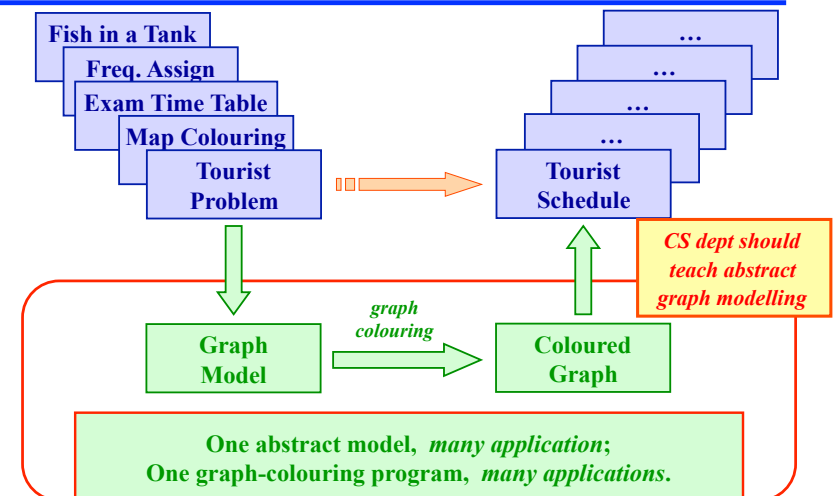 Fish in a Tank
Freq. Assign
Exam Time Table
Map Colouring
Tourist
Problem
…
…
…
…
Tourist
Schedule
CS dept should
teach abstract
graph modelling
Graph
Model
graph
colouring
Coloured
Graph
One abstract model, many application;
One graph-colouring program, many applications.